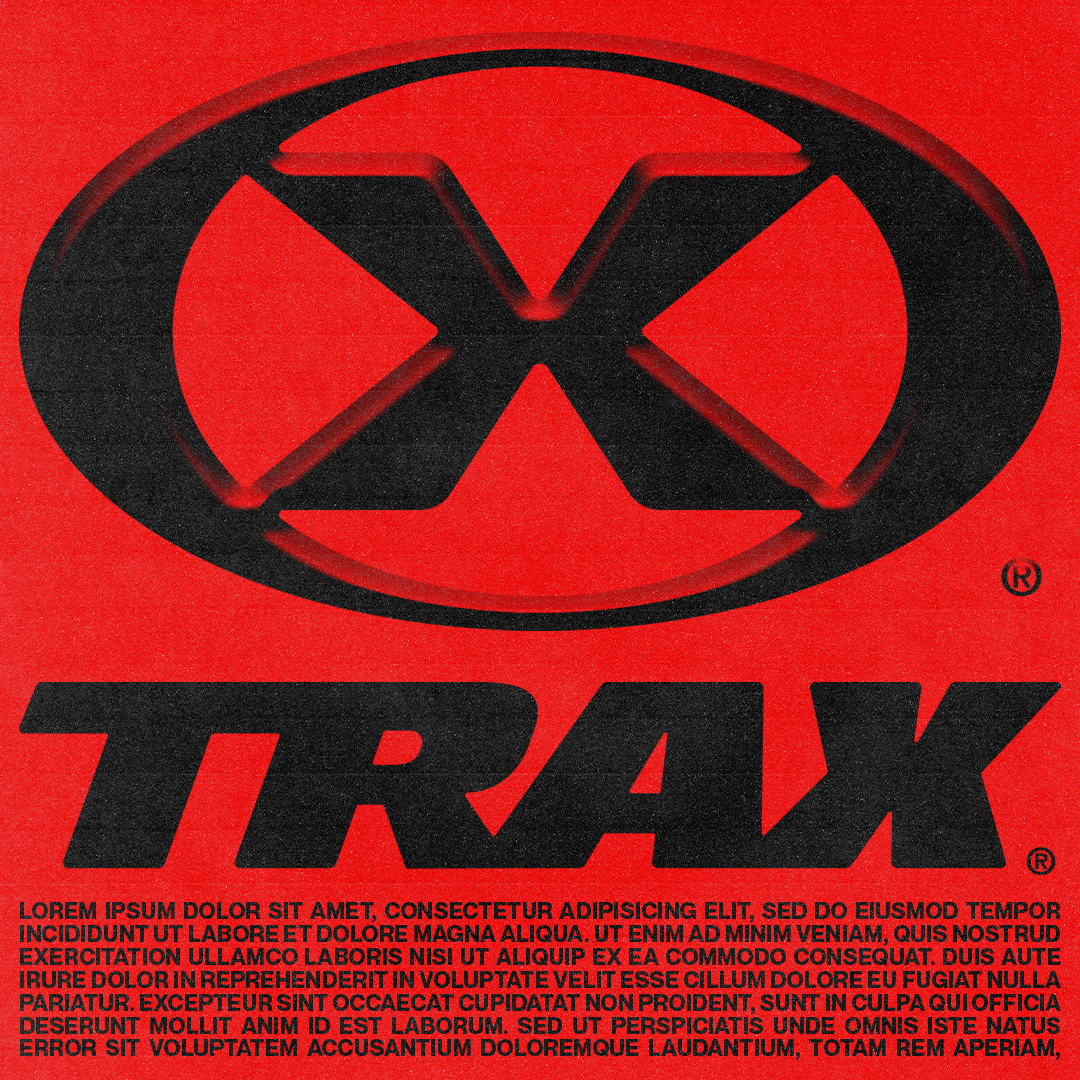 X
®
TRAX
®
LOREM IPSUM DOLOR SIT AMET, CONSECTETUR ADIPISICING ELIT, SED DO EIUSMOD TEMPOR
INCIDIDUNT UT LABORE ET DOLORE MAGNA ALIQUA. UT ENIM AD MINIM VENIAM, QUIS NOSTRUD
EXERCITATION ULLAMCO LABORIS NISI UT ALIQUIP EX EA COMMODO CONSEQUAT. DUIS AUTE
IRURE DOLOR IN REPREHENDERIT IN VOLUPTATE VELIT ESSE CILLUM DOLORE EU FUGIAT NULLA
PARIATUR. EXCEPTEUR SINT OCCAECAT CUPIDATAT NON PROIDENT, SUNT IN CULPA QUI OFFICIA
DESERUNT MOLLIT ANIM ID EST LABORUM. SED UT PERSPICIATIS UNDE OMNIS ISTE NATUS
ERROR SIT VOLUPTATEM ACCUSANTIUM DOLOREMQUE LAUDANTIUM, TOTAM REM APERIAM,